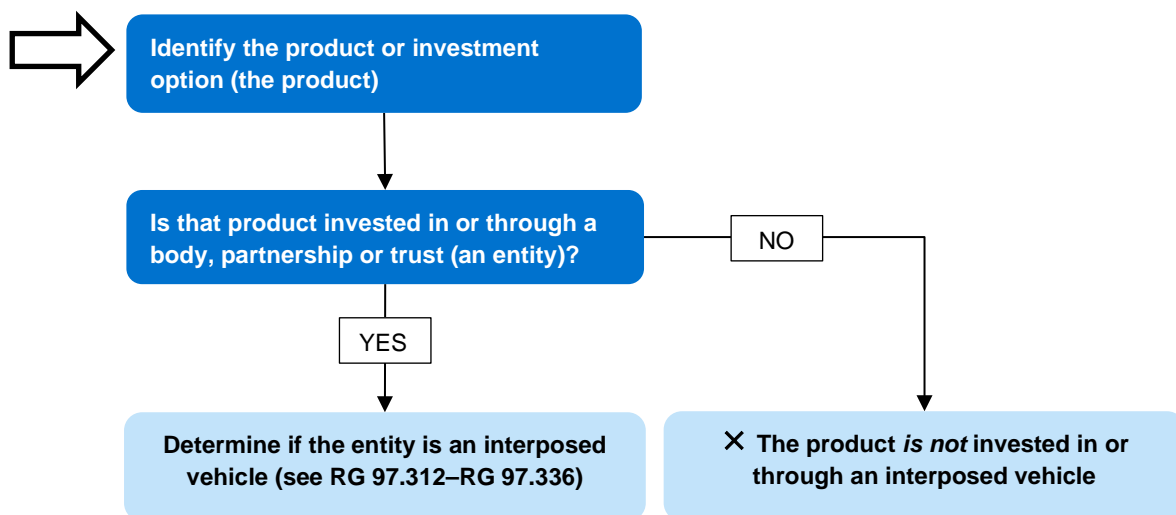 Identify the product or investment
option (the product)
Is that product invested in or through a
body, partnership or trust (an entity)?
NO
YES
Determine if the entity is an interposed
vehicle (see RG 97.312–RG 97.336)
× The product is not invested in or
through an interposed vehicle